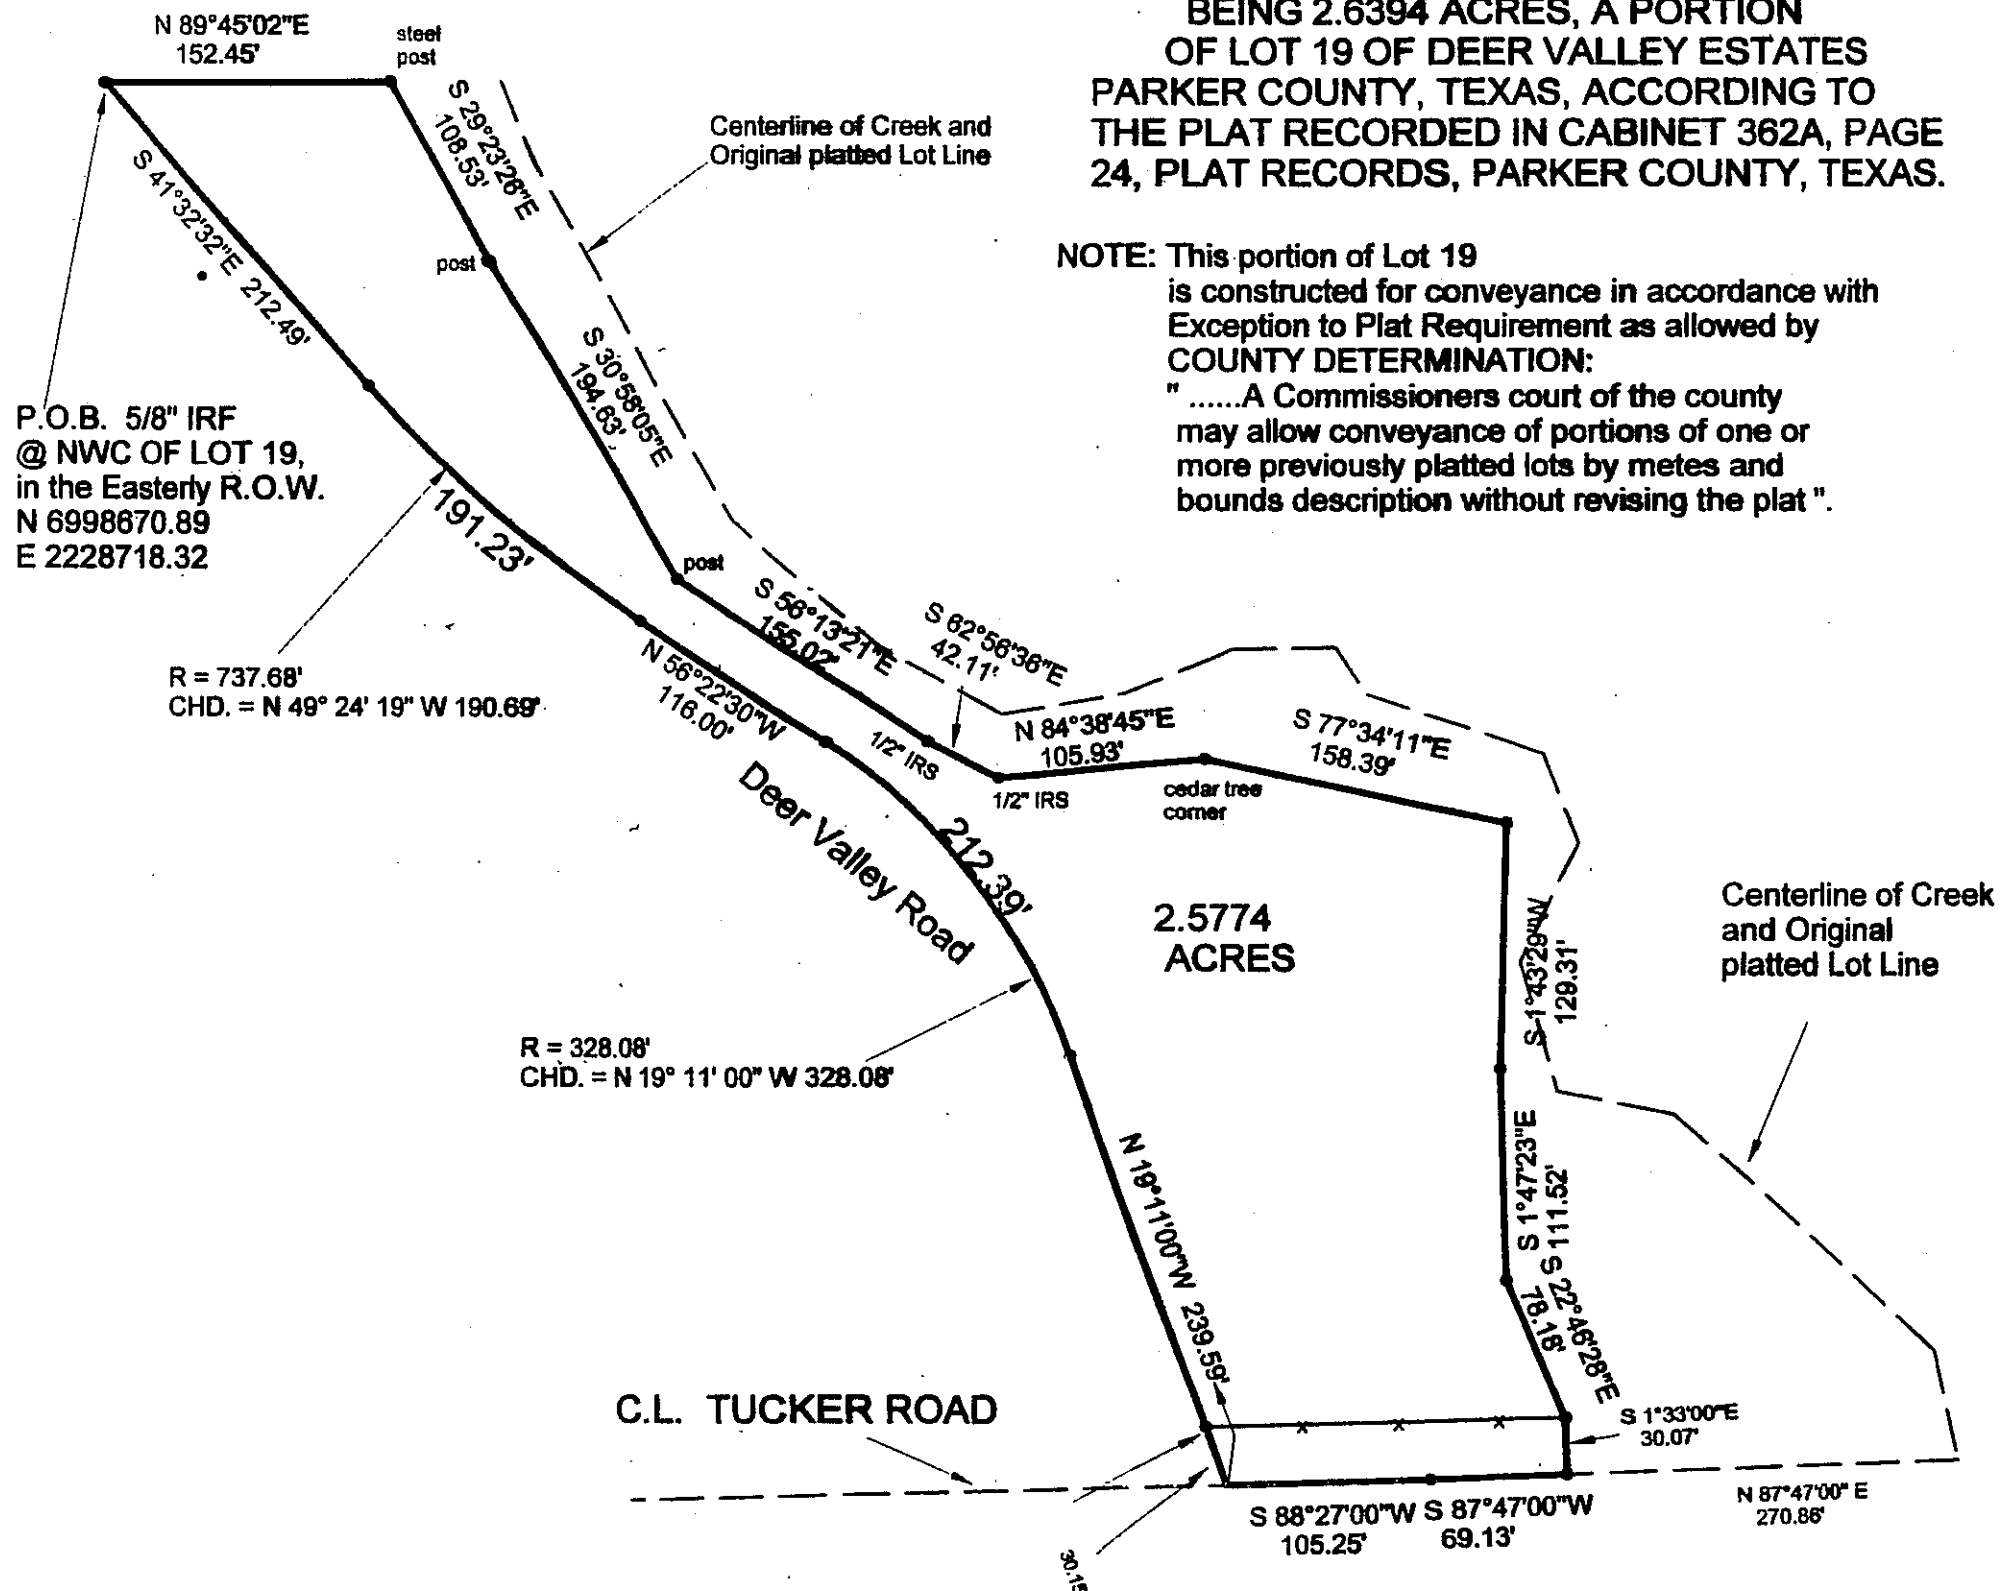 N 89°45'02"E
152.45'
steel
post
BEING 2.6394 ACRES, A PORTION
OF LOT 19 OF DEER VALLEY ESTATES
PARKER COUNTY, TEXAS, ACCORDING TO
THE PLAT RECORDED IN CABINET 362A, PAGE
24, PLAT RECORDS, PARKER COUNTY, TEXAS.
S 29°23'26"E
108.53'
Centerline of Creek and
Original platted Lot Line
S 41°32'32"E 212.49'
post
NOTE: This portion of Lot 19
is constructed for conveyance in accordance with
Exception to Plat Requirement as allowed by
COUNTY DETERMINATION:
" ......A Commissioners court of the county
may allow conveyance of portions of one or
more previously platted lots by metes and
bounds description without revising the plat ".
S 30°58'05"E
194.63'
P.O.B. 5/8" IRF
@ NWC OF LOT 19,
in the Easterly R.O.W.
N 6998670.89
E 2228718.32
191.23'
post
S 56°13'21"E
155.02'
S 62°56'36"E
42.11'
R = 737.68'
CHD. = N 49° 24' 19" W 190.69'
N 56°22'30"W
116.00'
1/2" IRS
N 84°38'45"E
105.93'
1/2" IRS
S 77°34'11"E
158.39'
cedar tree
corner
Deer Valley Road
212.39'
2.5774
ACRES
Centerline of Creek
and Original
platted Lot Line
S 1°43'29"W
129.31'
R = 328.08'
CHD. = N 19° 11' 00" W 328.08'
N 19°11'00"W 239.59'
S 1°47'23"E
S 111.52'
S 22°46'28"E
78.18'
C.L. TUCKER ROAD
S 1°33'00"E
30.07'
S 88°27'00"W
105.25'
S 87°47'00"W
69.13'
N 87°47'00" E
270.86'
30.15